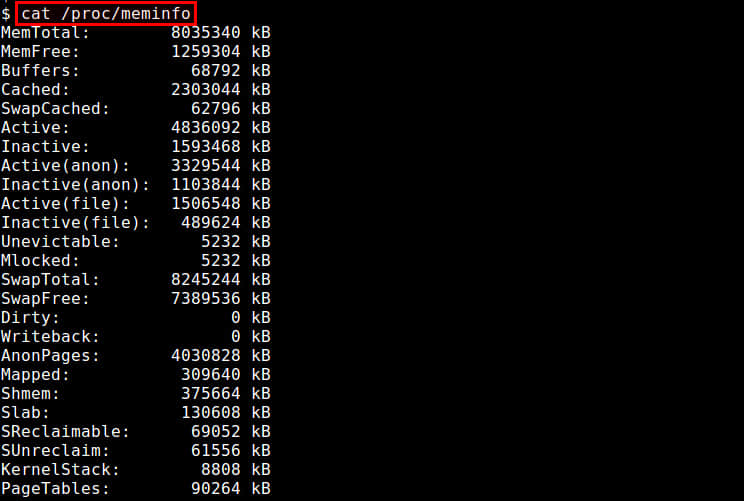 $ cat /proc/meminfo
MemTotal:        8035340 kB
MemFree:         1259304 kB
Buffers:           68792 kB
Cached:          2303044 kB
SwapCached:        62796 kB
Active:          4836092 kB
Inactive:        1593468 kB
Active(anon):    3329544 kB
Inactive(anon):  1103844 kB
Active(file):    1506548 kB
Inactive(file):   489624 kB
Unevictable:        5232 kB
Mlocked:            5232 kB
SwapTotal:       8245244 kB
SwapFree:        7389536 kB
Dirty:                 0 kB
Writeback:             0 kB
AnonPages:       4030828 kB
Mapped:           309640 kB
Shmem:            375664 kB
Slab:             130608 kB
SReclaimable:      69052 kB
SUnreclaim:        61556 kB
KernelStack:        8808 kB
PageTables:        90264 kB